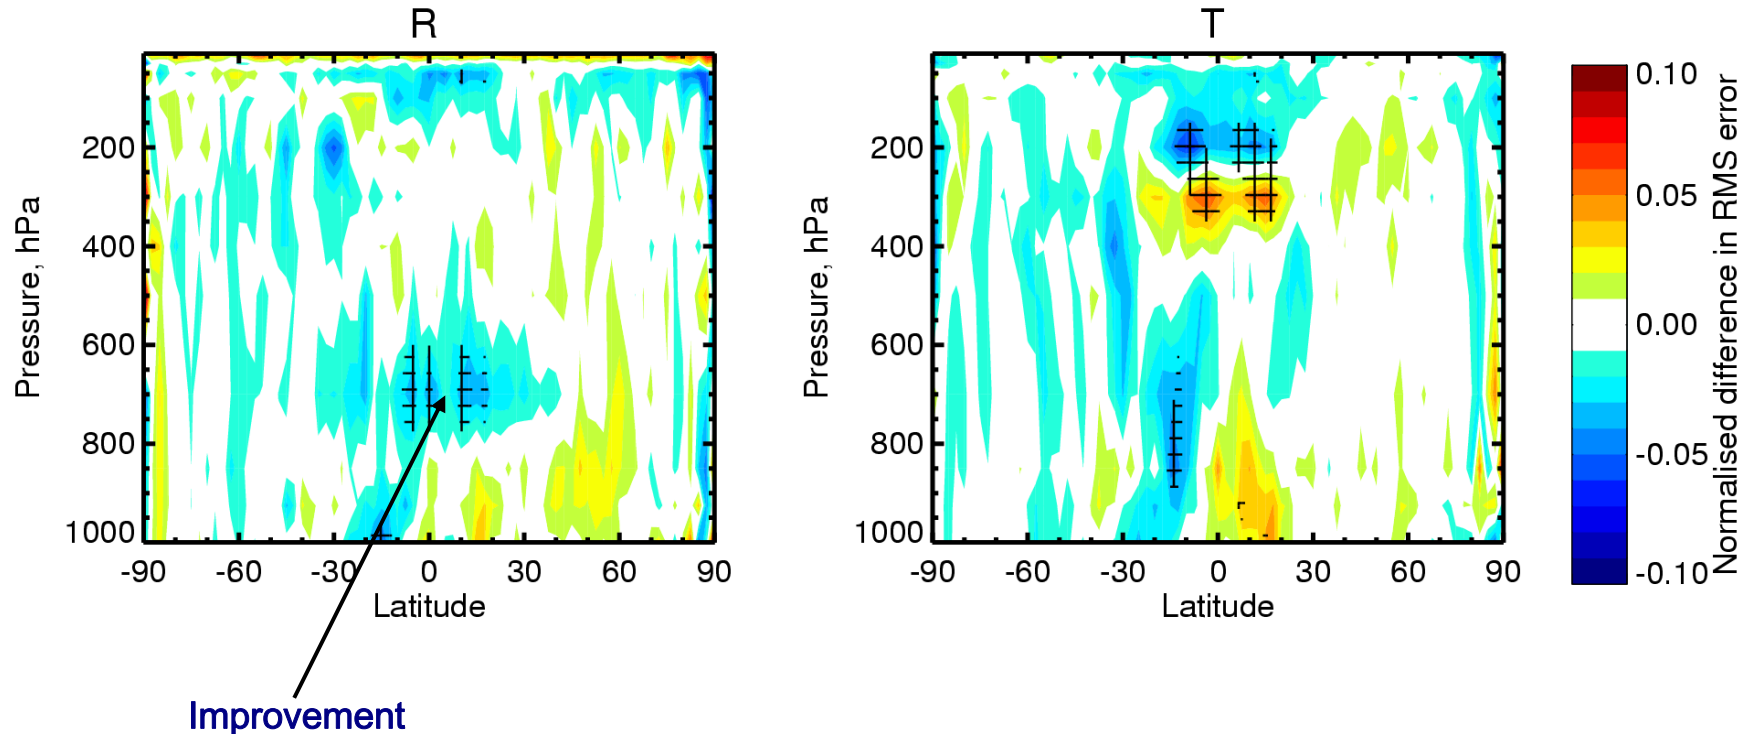 R
T
Pressure, hPa
200
400
600
800
1000
-90 -60 -30 0 30 60 90
Latitude
Pressure, hPa
200
400
600
800
1000
-90 -60 -30 0 30 60 90
Latitude
0.10
0.05
0.00
-0.05
-0.10
Normalised difference in RMS error
Improvement